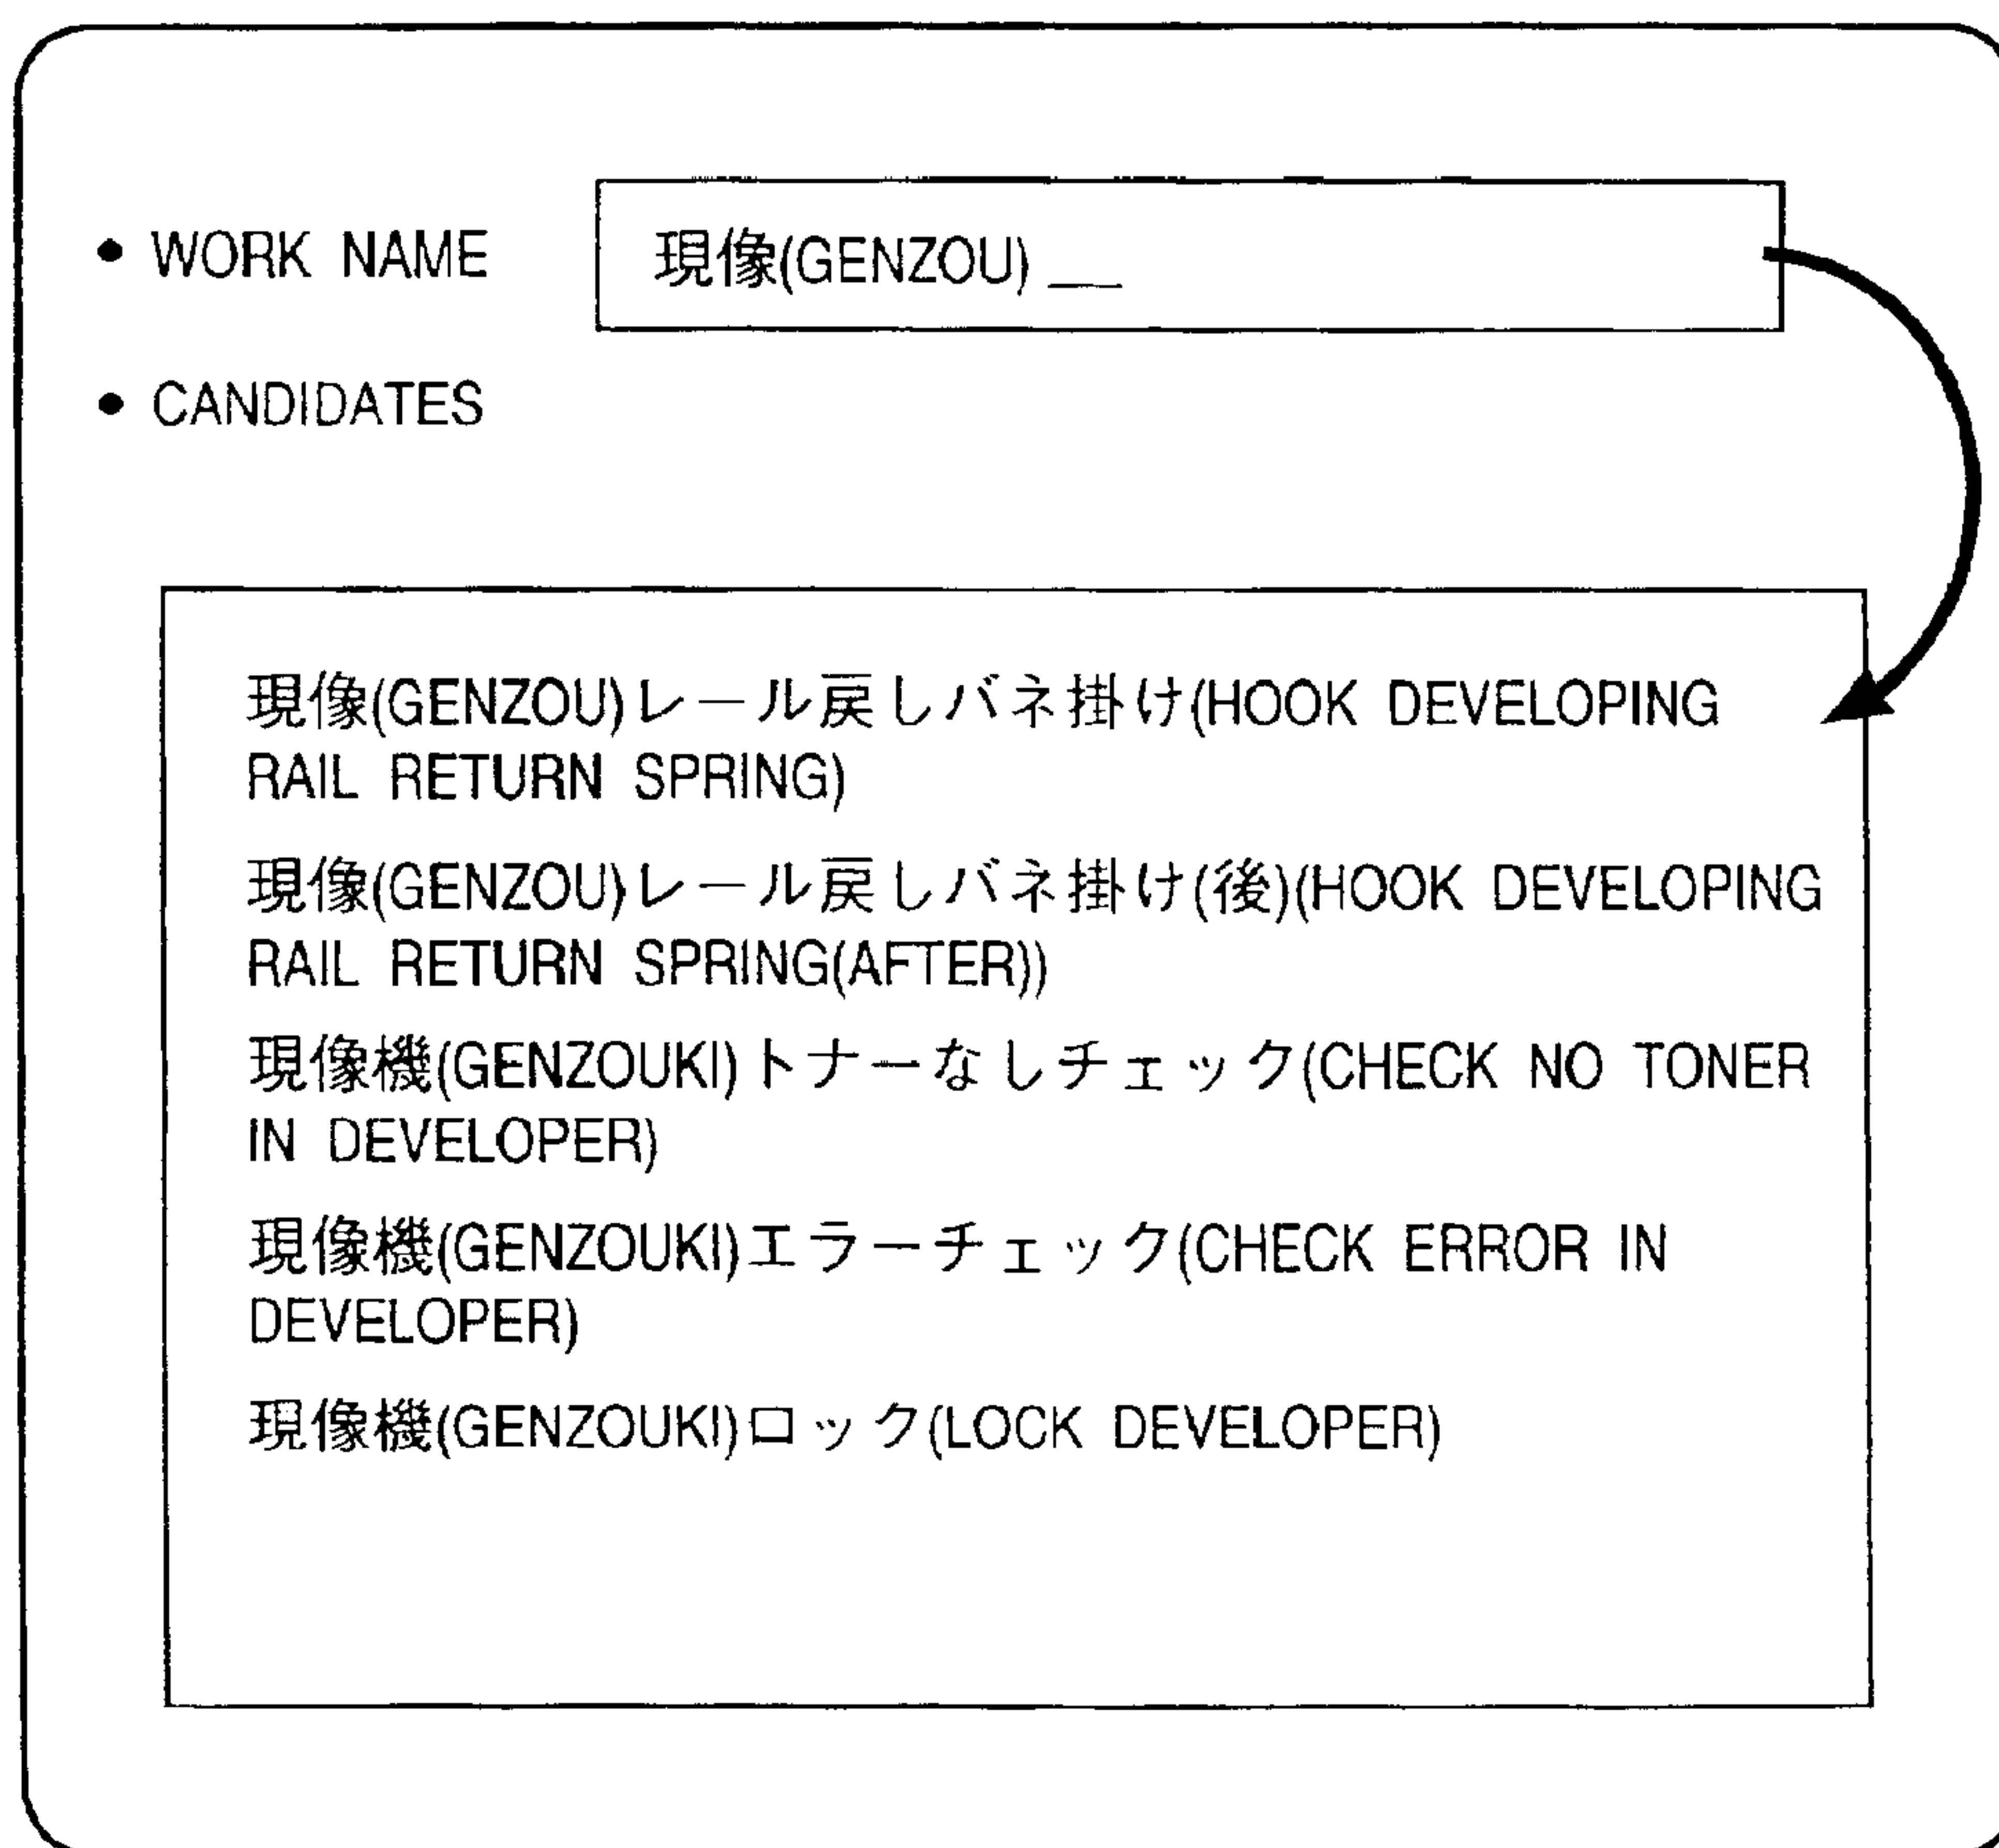 • WORK NAME 現像(GENZOU)__
• CANDIDATES
現像(GENZOU)レール戻しバネ掛け(HOOK DEVELOPING
RAIL RETURN SPRING)
現像(GENZOU)レール戻しバネ掛け(後)(HOOK DEVELOPING
RAIL RETURN SPRING(AFTER))
現像機(GENZOUKI)トナーなしチェック(CHECK NO TONER
IN DEVELOPER)
現像機(GENZOUKI)エラーチェック(CHECK ERROR IN
DEVELOPER)
現像機(GENZOUKI)ロック(LOCK DEVELOPER)